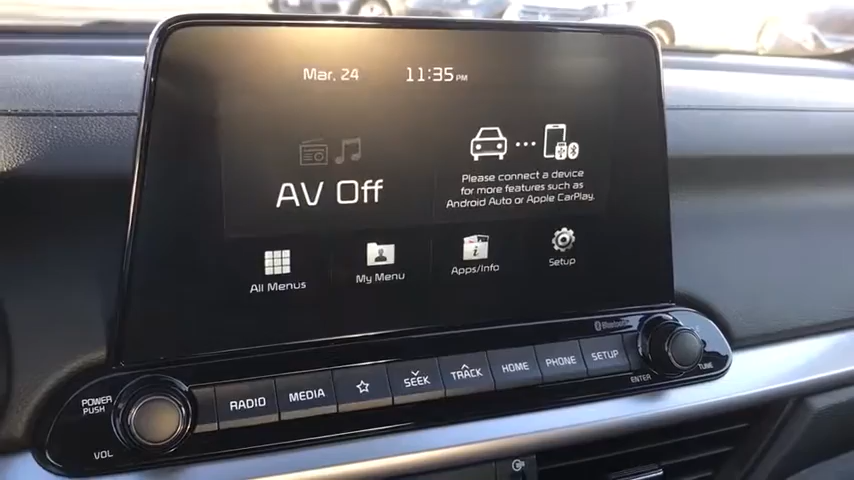 Mar. 24 11:35 PM
AV Off
Please connect a device
for more features such as
Android Auto or Apple CarPlay.
All Menus
My Menu
Apps/Info
Setup
Bluetooth
POWER
PUSH
VOL
RADIO
MEDIA
☆
SEEK
TRACK
HOME
PHONE
SETUP
ENTER
TUNE